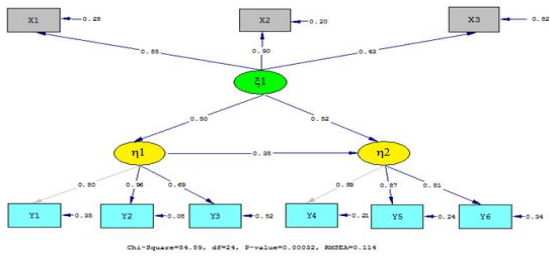 X1 0.28 X2 0.20 X3 0.82
0.85 0.90 0.43
ξ1
0.50 0.52
η1 0.35 η2
0.80 0.96 0.69 0.89 0.87 0.81
Y1 0.35 Y2 0.08 Y3 0.52 Y4 0.21 Y5 0.24 Y6 0.34
Chi-Square=54.89, df=24, P-value=0.00032, RMSEA=0.114